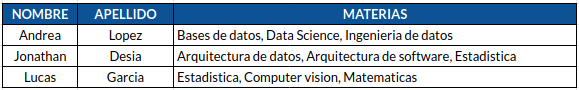 NOMBRE APELLIDO MATERIAS
Andrea Lopez Bases de datos, Data Science, Ingenieria de datos
Jonathan Desia Arquitectura de datos, Arquitectura de software, Estadistica
Lucas Garcia Estadistica, Computer vision, Matematicas